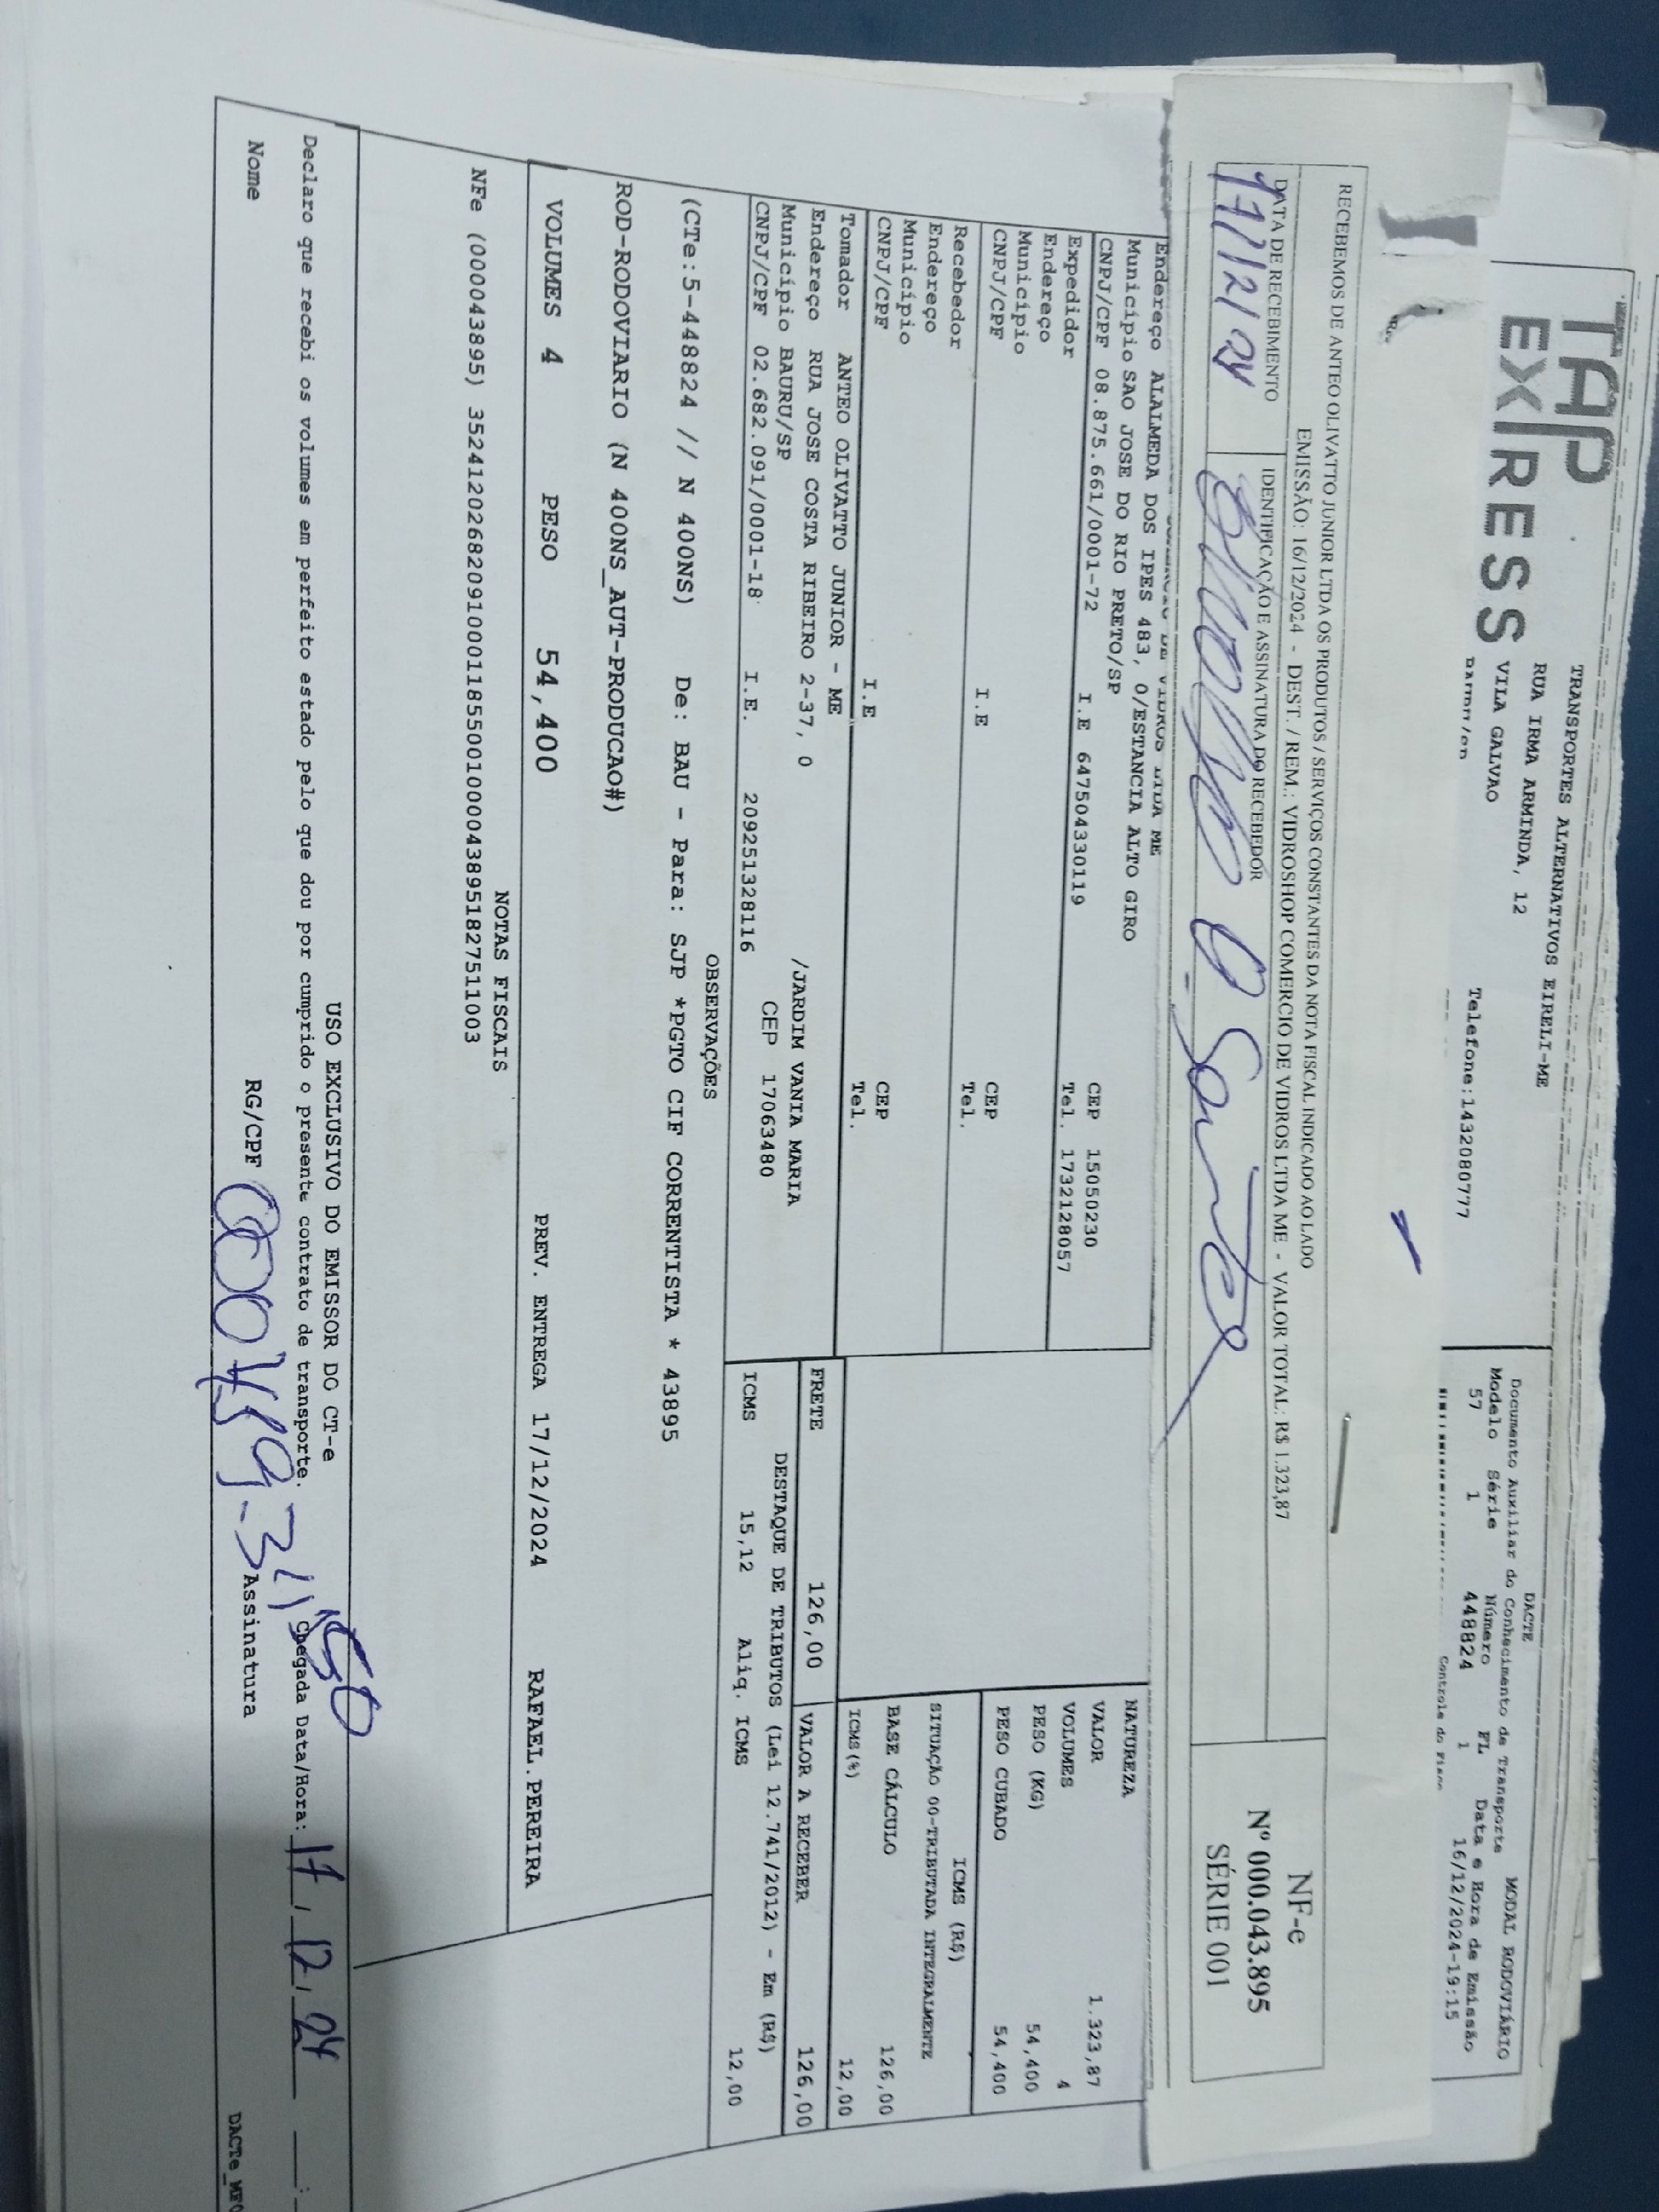 TAP
EXPRESS
TRANSPORTES ALTERNATIVOS EIRELI-ME
RUA IRMA ARMINDA, 12
VILA GALVAO
Telefone:1432080777
DACTE
MODAL RODOVIÁRIO
Documento Auxiliar do Conhecimento de Transporte
Modelo Série Número FL Data e Hora de Emissão
57 1 448824 1 16/12/2024-19:15
Controle do Fisco
RECEBEMOS DE ANTEO OLIVATTO JUNIOR LTDA OS PRODUTOS / SERVIÇOS CONSTANTES DA NOTA FISCAL INDICADO AO LADO
EMISSÃO: 16/12/2024 - DEST. / REM.: VIDROSHOP COMERCIO DE VIDROS LTDA ME - VALOR TOTAL: R$ 1.323,87
DATA DE RECEBIMENTO
IDENTIFICAÇÃO E ASSINATURA DO RECEBEDOR
17/12/24
NF-e
Nº 000.043.895
SÉRIE 001
DE VIDROS LTDA ME
Endereço ALALMEDA DOS IPES 483, 0/ESTANCIA ALTO GIRO
Município SAO JOSE DO RIO PRETO/SP CEP 15050230
CNPJ/CPF 08.875.661/0001-72 I.E 647504330119 Tel. 1732128057
Expedidor
Endereço
Município CEP
CNPJ/CPF I.E Tel.
Recebedor
Endereço
Município CEP
CNPJ/CPF I.E Tel.
NATUREZA
VALOR 1.323,87
VOLUMES 4
PESO (KG) 54,400
PESO CUBADO 54,400
ICMS (R$)
SITUAÇÃO 00-TRIBUTADA INTEGRALMENTE
BASE CÁLCULO 126,00
ICMS(%) 12,00
Tomador ANTEO OLIVATTO JUNIOR - ME
Endereço RUA JOSE COSTA RIBEIRO 2-37, 0 /JARDIM VANIA MARIA
Município BAURU/SP CEP 17063480
CNPJ/CPF 02.682.091/0001-18 I.E. 209251328116
FRETE 126,00 VALOR A RECEBER 126,00
DESTAQUE DE TRIBUTOS (Lei 12.741/2012) - Em (R$)
ICMS 15,12 Aliq. ICMS 12,00
OBSERVAÇÕES
(CTe:5-448824 // N 400NS) De: BAU - Para: SJP *PGTO CIF CORRENTISTA * 43895
ROD-RODOVIARIO (N 400NS_AUT-PRODUCAO#)
VOLUMES 4 PESO 54,400 PREV. ENTREGA 17/12/2024 RAFAEL.PEREIRA
NOTAS FISCAIS
NFe (000043895) 35241202682091000118550010000438951827511003
USO EXCLUSIVO DO EMISSOR DO CT-e
Declaro que recebi os volumes em perfeito estado pelo que dou por cumprido o presente contrato de transporte. Chegada Data/Hora: 17/12/24
Nome RG/CPF Assinatura